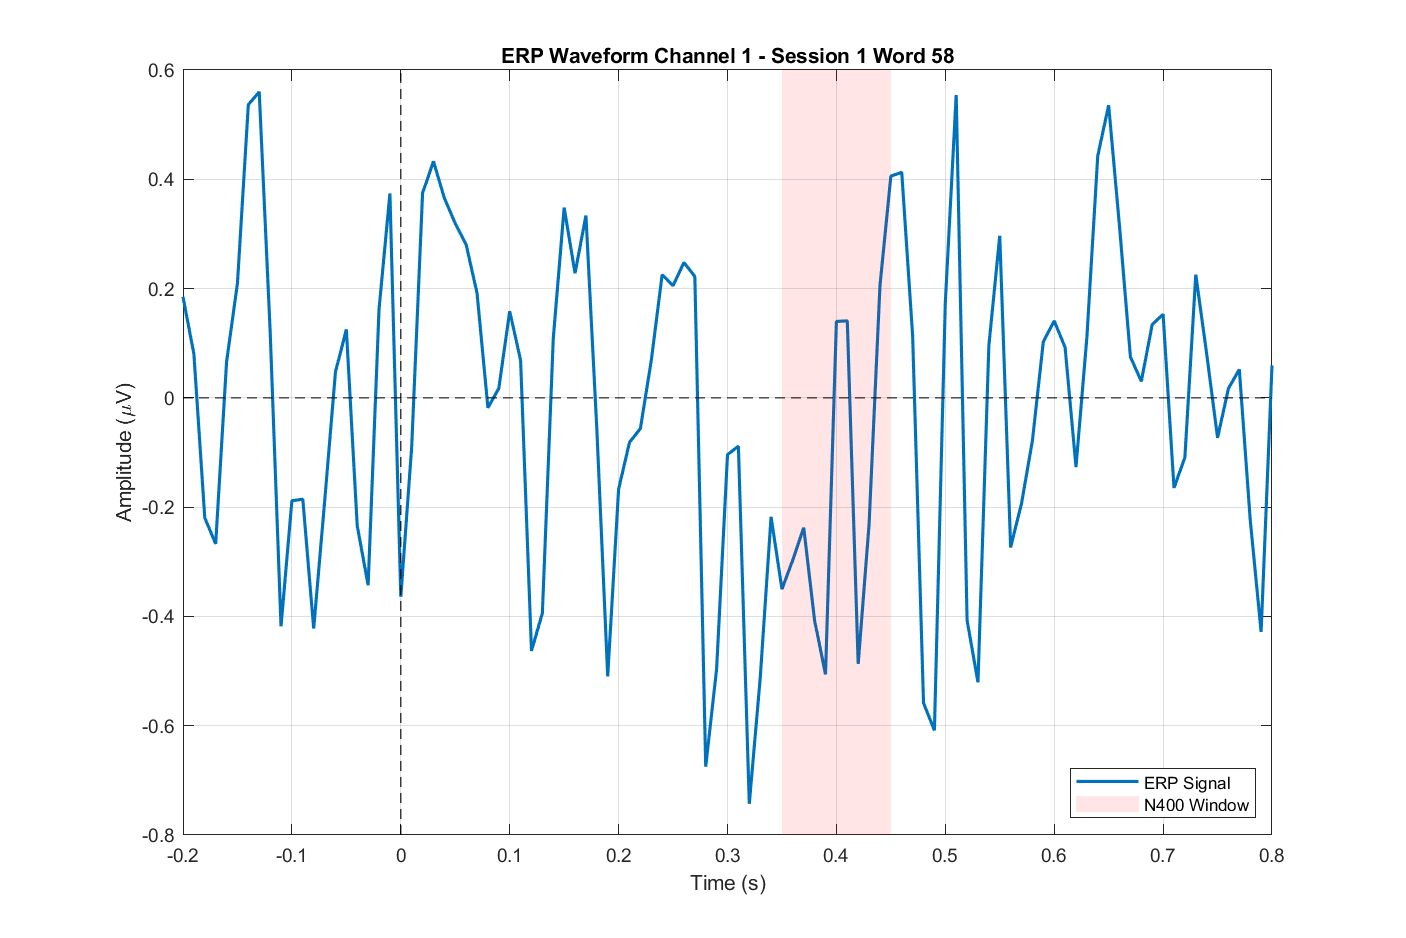 ERP Waveform Channel 1 - Session 1 Word 58
0.6
0.4
0.2
0
-0.2
-0.4
-0.6
-0.8
Amplitude (μV)
-0.2 -0.1 0 0.1 0.2 0.3 0.4 0.5 0.6 0.7 0.8
Time (s)
ERP Signal
N400 Window